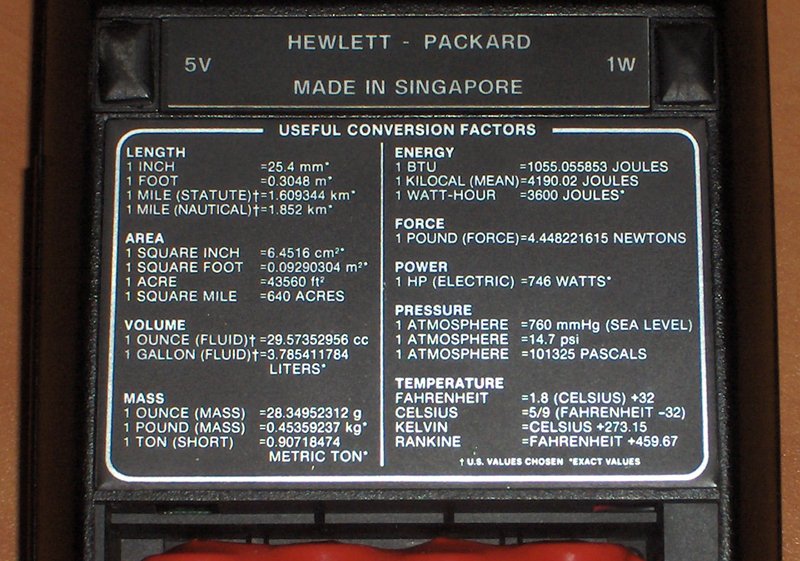 HEWLETT - PACKARD
5V 1W
MADE IN SINGAPORE
USEFUL CONVERSION FACTORS
LENGTH
1 INCH =25.4 mm*
1 FOOT =0.3048 m*
1 MILE (STATUTE)†=1.609344 km*
1 MILE (NAUTICAL)†=1.852 km*
AREA
1 SQUARE INCH =6.4516 cm²*
1 SQUARE FOOT =0.09290304 m²*
1 ACRE =43560 ft²
1 SQUARE MILE =640 ACRES
VOLUME
1 OUNCE (FLUID)†=29.57352956 cc
1 GALLON (FLUID)†=3.785411784
LITERS*
MASS
1 OUNCE (MASS) =28.34952312 g
1 POUND (MASS) =0.45359237 kg*
1 TON (SHORT) =0.90718474
METRIC TON*
ENERGY
1 BTU =1055.055853 JOULES
1 KILOCAL (MEAN)=4190.02 JOULES
1 WATT-HOUR =3600 JOULES*
FORCE
1 POUND (FORCE)=4.448221615 NEWTONS
POWER
1 HP (ELECTRIC) =746 WATTS*
PRESSURE
1 ATMOSPHERE =760 mmHg (SEA LEVEL)
1 ATMOSPHERE =14.7 psi
1 ATMOSPHERE =101325 PASCALS
TEMPERATURE
FAHRENHEIT =1.8 (CELSIUS) +32
CELSIUS =5/9 (FAHRENHEIT -32)
KELVIN =CELSIUS +273.15
RANKINE =FAHRENHEIT +459.67
† U.S. VALUES CHOSEN *EXACT VALUES